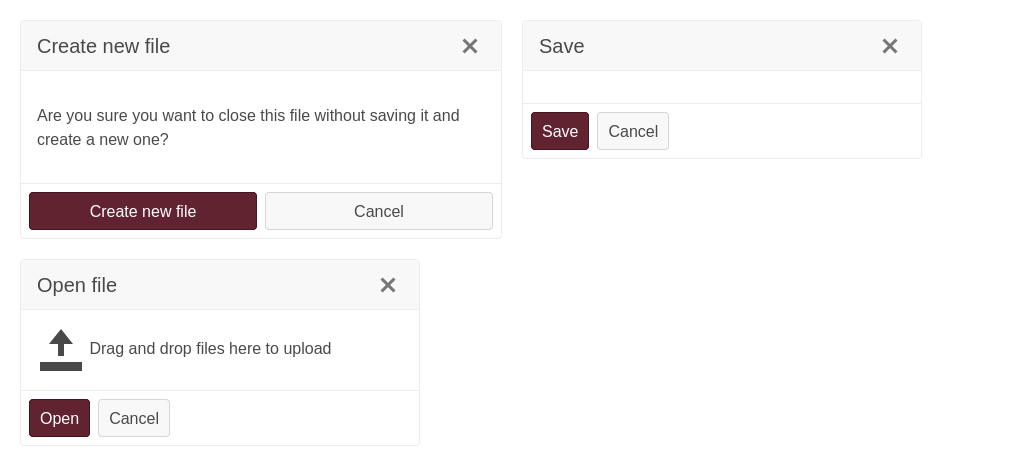 Create new file
Are you sure you want to close this file without saving it and
create a new one?
Create new file
Cancel
Save
Save
Cancel
Open file
Drag and drop files here to upload
Open
Cancel